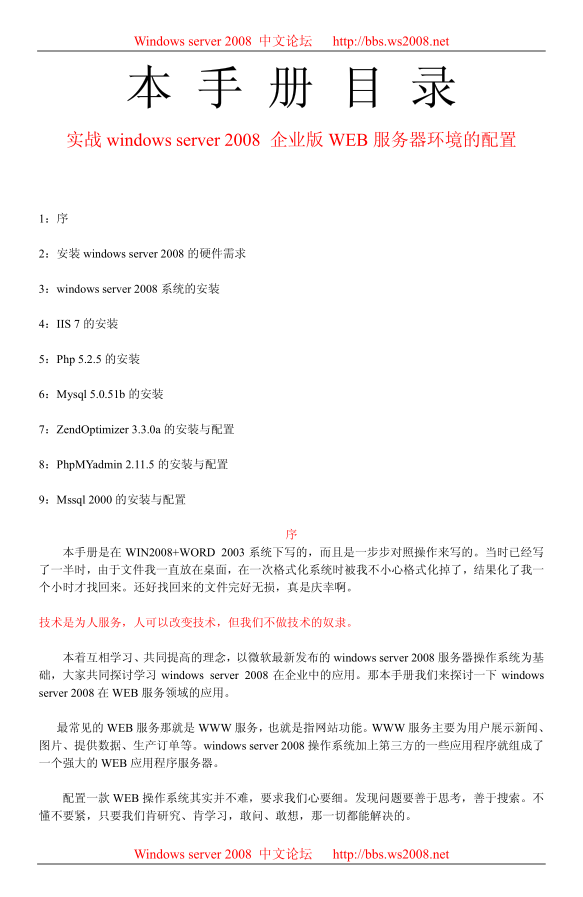 Windows server 2008 中文论坛 http://bbs.ws2008.net
本 手 册 目 录
实战 windows server 2008 企业版 WEB 服务器环境的配置
1：序
2：安装 windows server 2008 的硬件需求
3：windows server 2008 系统的安装
4：IIS 7 的安装
5：Php 5.2.5 的安装
6：Mysql 5.0.51b 的安装
7：ZendOptimizer 3.3.0a 的安装与配置
8：PhpMYadmin 2.11.5 的安装与配置
9：Mssql 2000 的安装与配置
序
本手册是在 WIN2008+WORD 2003 系统下写的，而且是一步步对照操作来写的。当时已经写
了一半时，由于文件我一直放在桌面，在一次格式化系统时被我不小心格式化掉了，结果化了我一
个小时才找回来。还好找回来的文件完好无损，真是庆幸啊。
技术是为人服务，人可以改变技术，但我们不做技术的奴隶。
本着互相学习、共同提高的理念，以微软最新发布的 windows server 2008 服务器操作系统为基
础，大家共同探讨学习 windows server 2008 在企业中的应用。那本手册我们来探讨一下 windows
server 2008 在 WEB 服务领域的应用。
最常见的 WEB 服务那就是 WWW 服务，也就是指网站功能。WWW 服务主要为用户展示新闻、
图片、提供数据、生产订单等。windows server 2008 操作系统加上第三方的一些应用程序就组成了
一个强大的 WEB 应用程序服务器。
配置一款 WEB 操作系统其实并不难，要求我们心要细。发现问题要善于思考，善于搜索。不
懂不要紧，只要我们肯研究、肯学习，敢问、敢想，那一切都能解决的。
Windows server 2008 中文论坛 http://bbs.ws2008.net